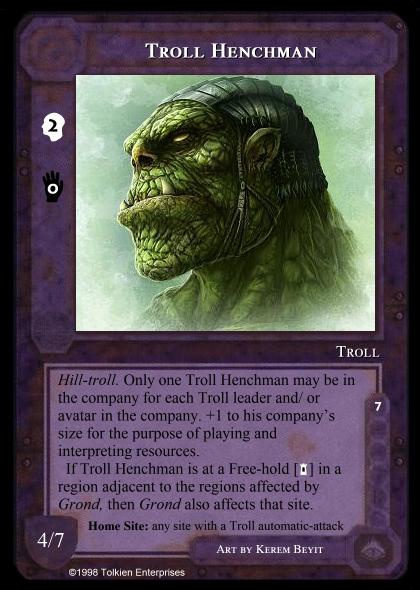 TROLL HENCHMAN
2
0
TROLL
Hill-troll. Only one Troll Henchman may be in
the company for each Troll leader and/ or
avatar in the company. +1 to his company's
size for the purpose of playing and
interpreting resources.
If Troll Henchman is at a Free-hold [] in a
region adjacent to the regions affected by
Grond, then Grond also affects that site.
7
Home Site: any site with a Troll automatic-attack
4/7
ART BY KEREM BEYIT
©1998 Tolkien Enterprises